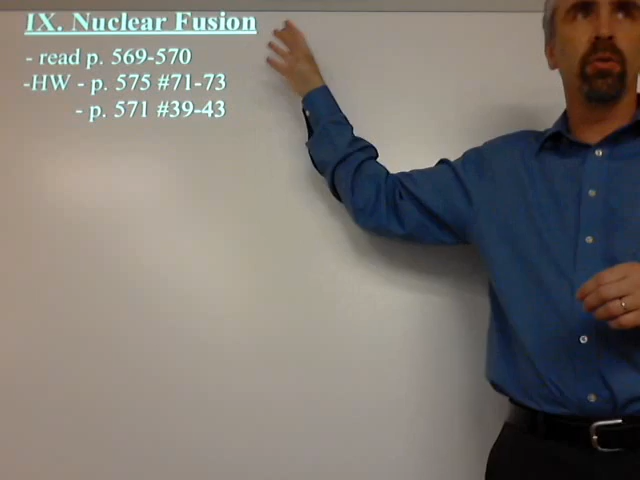 IX. Nuclear Fusion
- read p. 569-570
-HW - p. 575 #71-73
- p. 571 #39-43